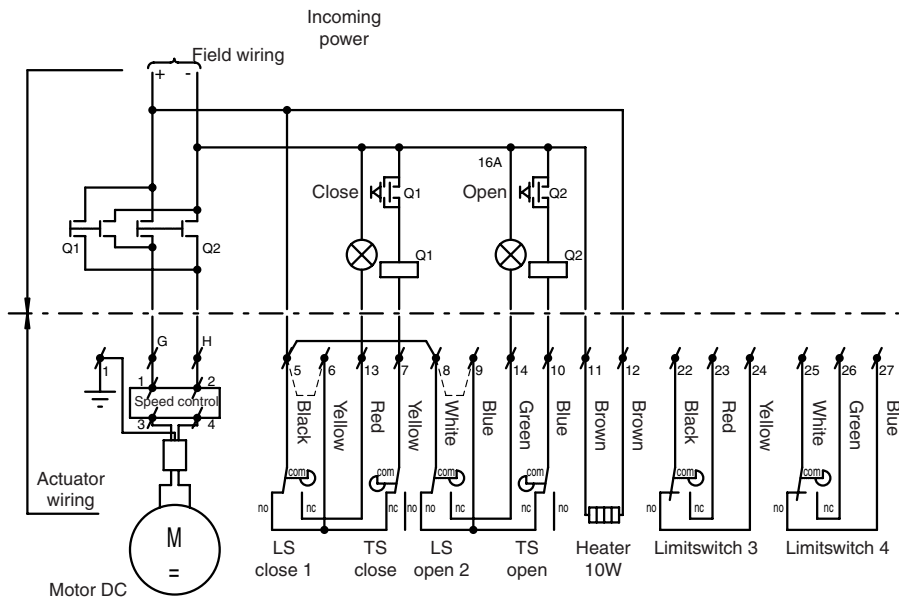 Incoming
power
Field wiring
+ -
16A
Close Q1 Open Q2
Q1 Q2 Q1 Q2
G H
1 1 2 5 6 13 7 8 9 14 10 11 12 22 23 24 25 26 27
Speed control
3 4
Black Yellow Red Yellow White Blue Green Blue Brown Brown Black Red Yellow White Green Blue
Actuator
wiring
com com com com com com
no nc no nc no no nc no nc
M
=
Motor DC
LS
close 1
TS
close
LS
open 2
TS
open
Heater
10W
Limitswitch 3
Limitswitch 4